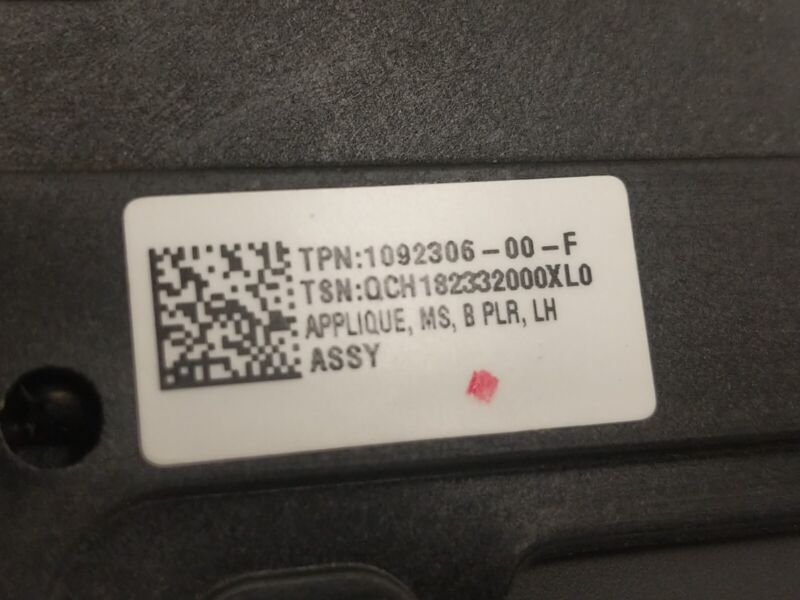 TPN:1092306-00-F
TSN:QCH182332000XL0
APPLIQUE, MS, B PLR, LH
ASSY